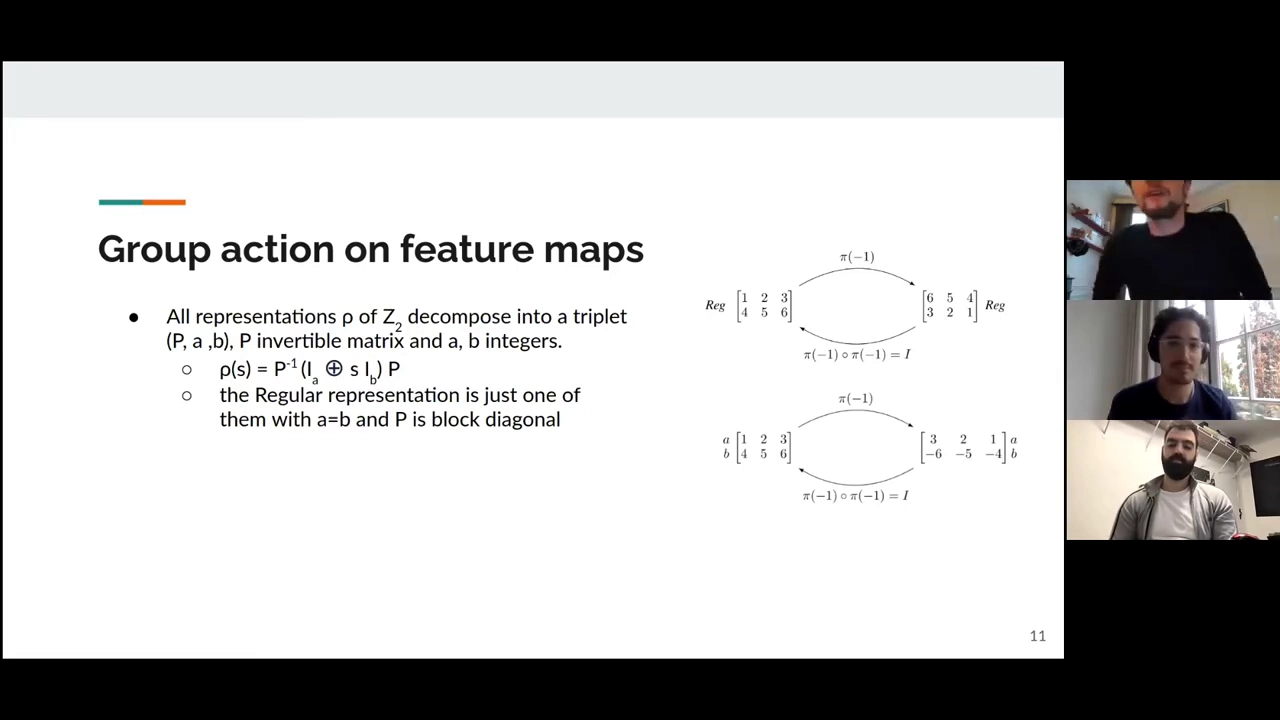 Group action on feature maps
● All representations ρ of Z₂ decompose into a triplet
(P, a ,b), P invertible matrix and a, b integers.
○ ρ(s) = P⁻¹ (Iₐ ⊕ s I_b) P
○ the Regular representation is just one of
them with a=b and P is block diagonal
π(−1)
Reg [1 2 3] [6 5 4] Reg
[4 5 6] [3 2 1]
π(−1) ∘ π(−1) = I
π(−1)
a [1 2 3] [3 2 1] a
b [4 5 6] [−6 −5 −4] b
π(−1) ∘ π(−1) = I
11